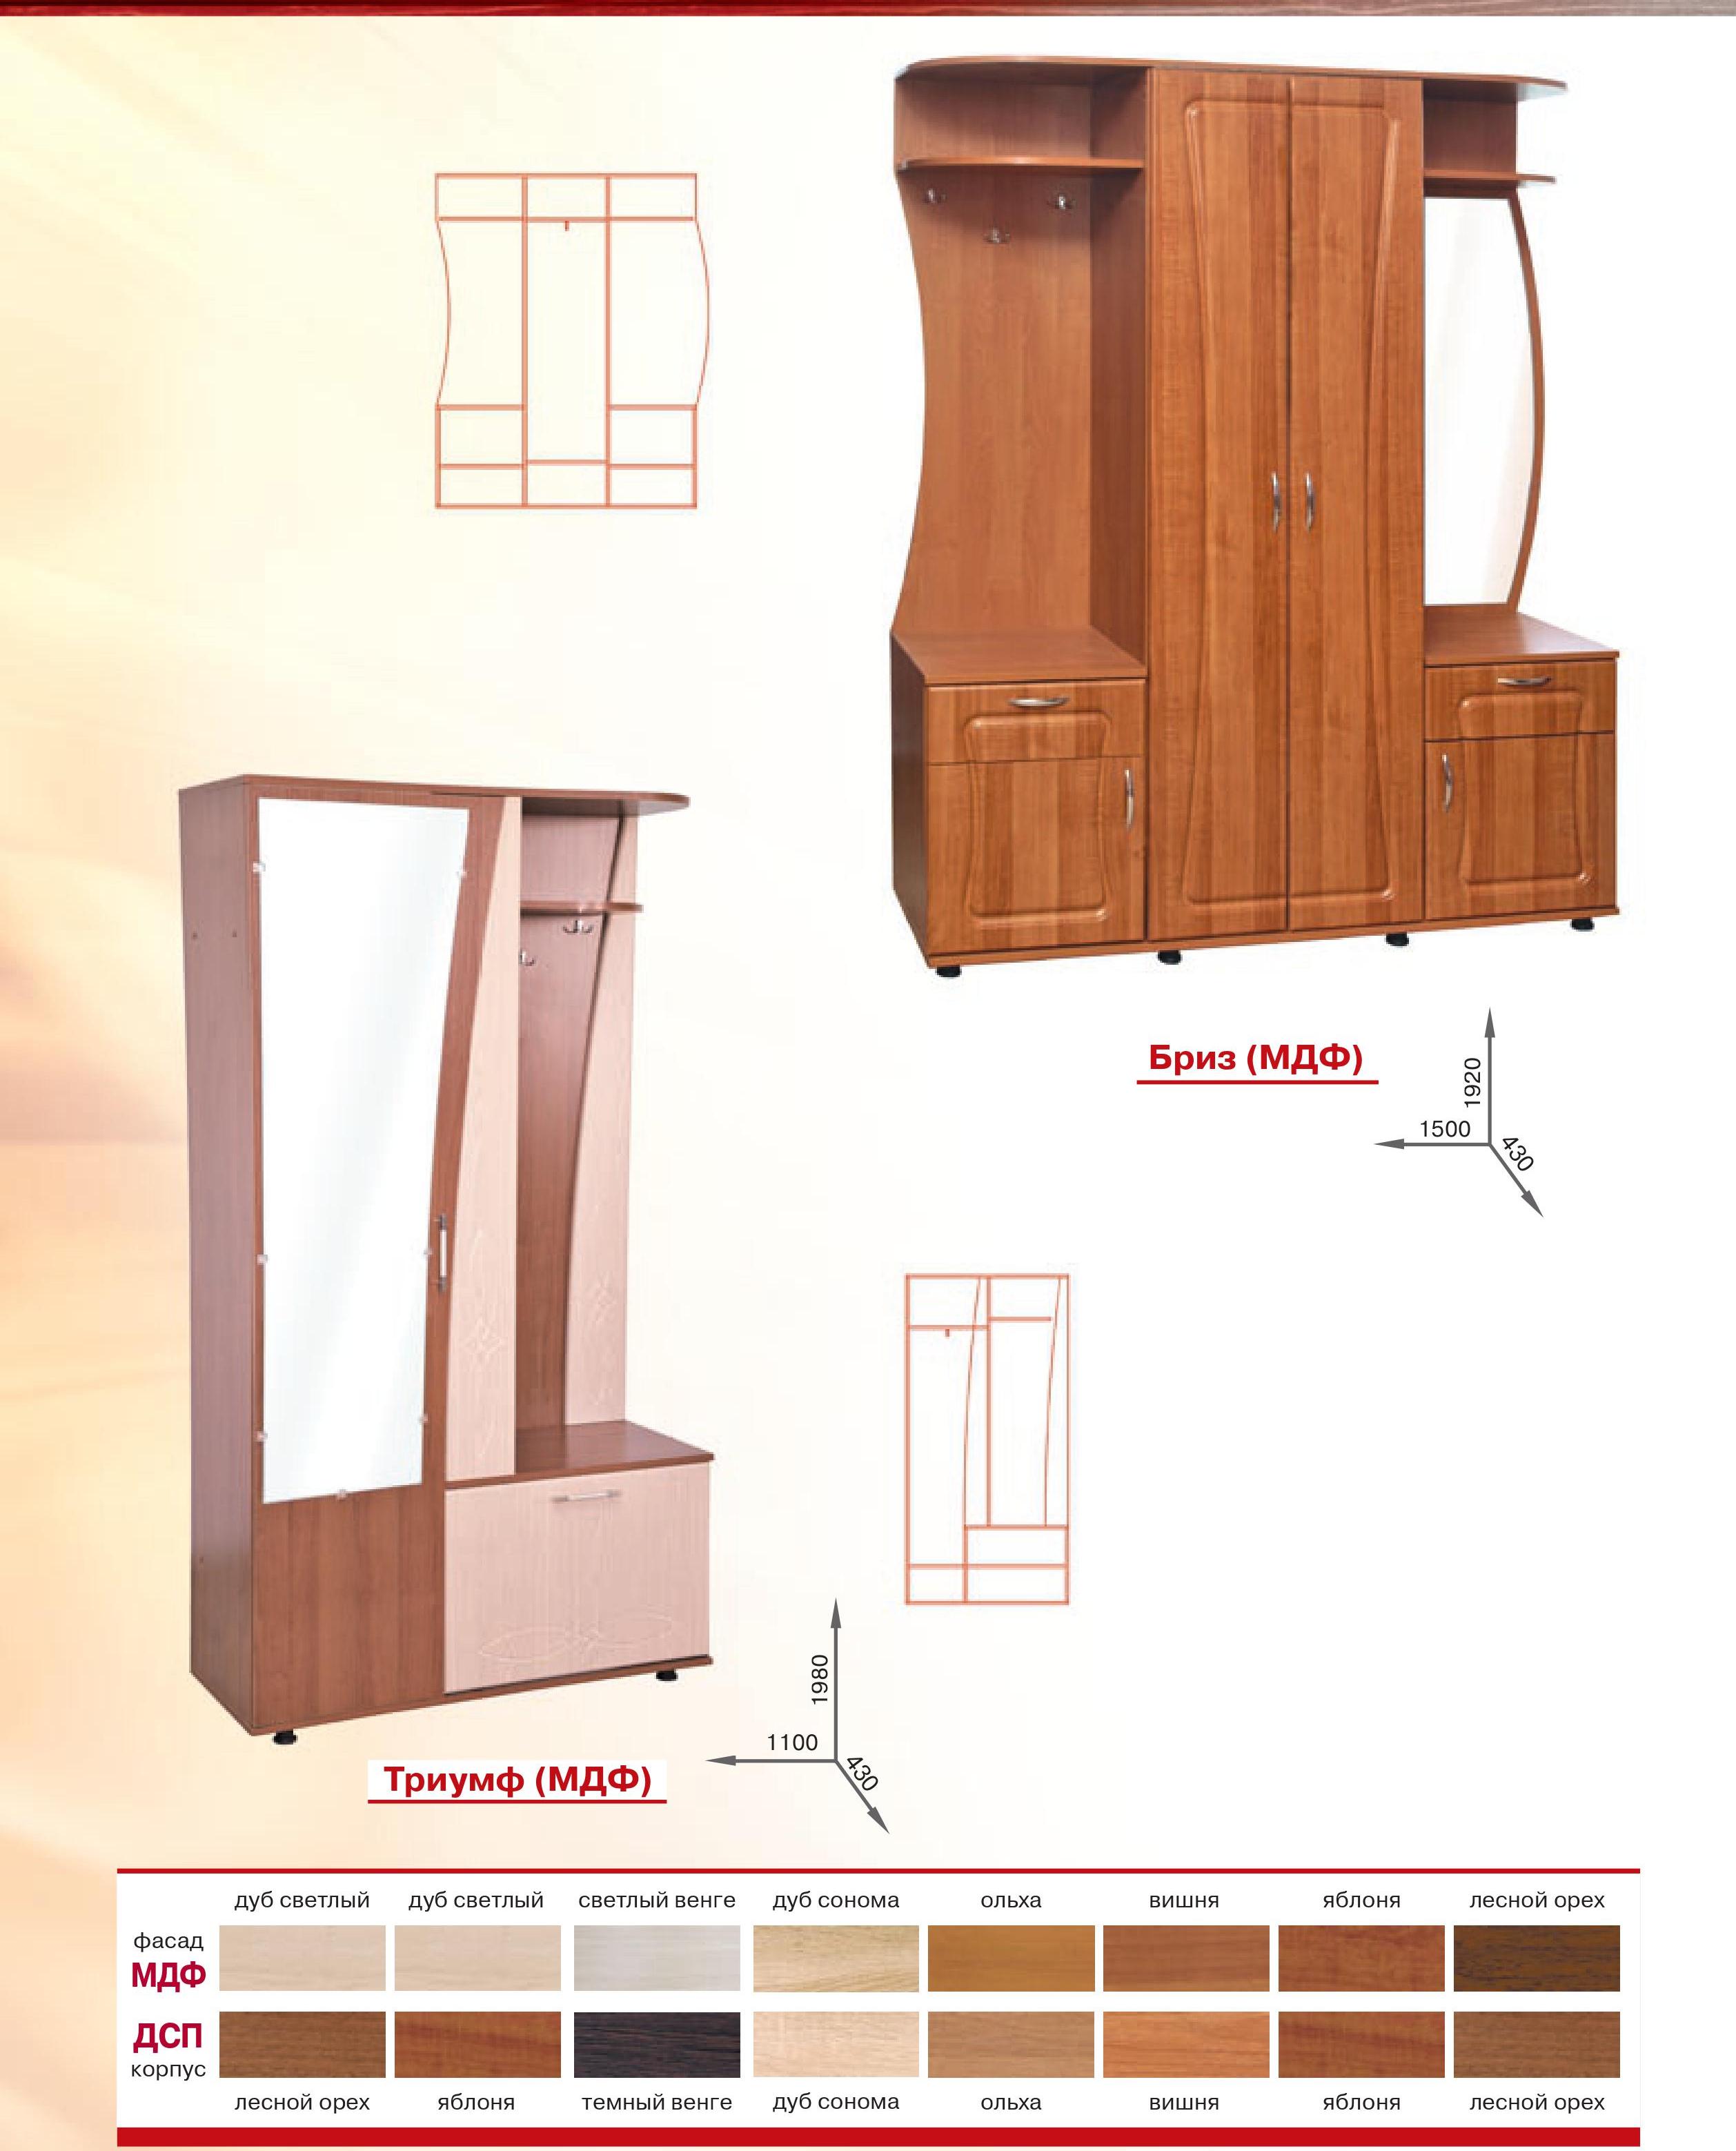 Бриз (МДФ)
1920
1500
430
Триумф (МДФ)
1980
1100
430
дуб светлый дуб светлый светлый венге дуб сонома ольха вишня яблоня лесной орех
фасад
МДФ
ДСП
корпус
лесной орех яблоня темный венге дуб сонома ольха вишня яблоня лесной орех